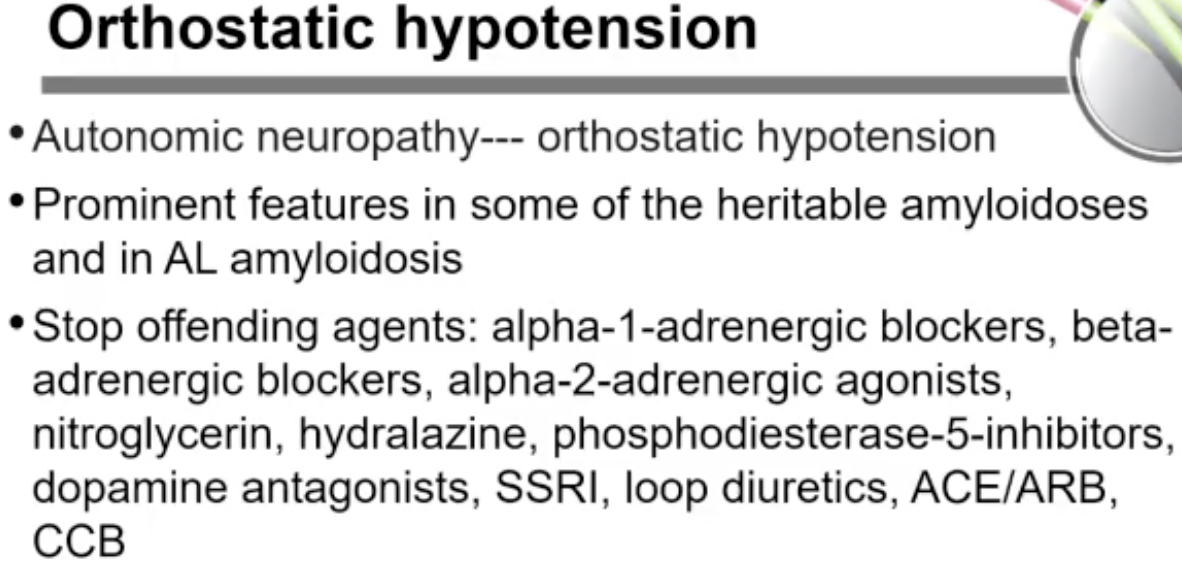 Orthostatic hypotension
• Autonomic neuropathy--- orthostatic hypotension
• Prominent features in some of the heritable amyloidoses
and in AL amyloidosis
• Stop offending agents: alpha-1-adrenergic blockers, beta-
adrenergic blockers, alpha-2-adrenergic agonists,
nitroglycerin, hydralazine, phosphodiesterase-5-inhibitors,
dopamine antagonists, SSRI, loop diuretics, ACE/ARB,
CCB